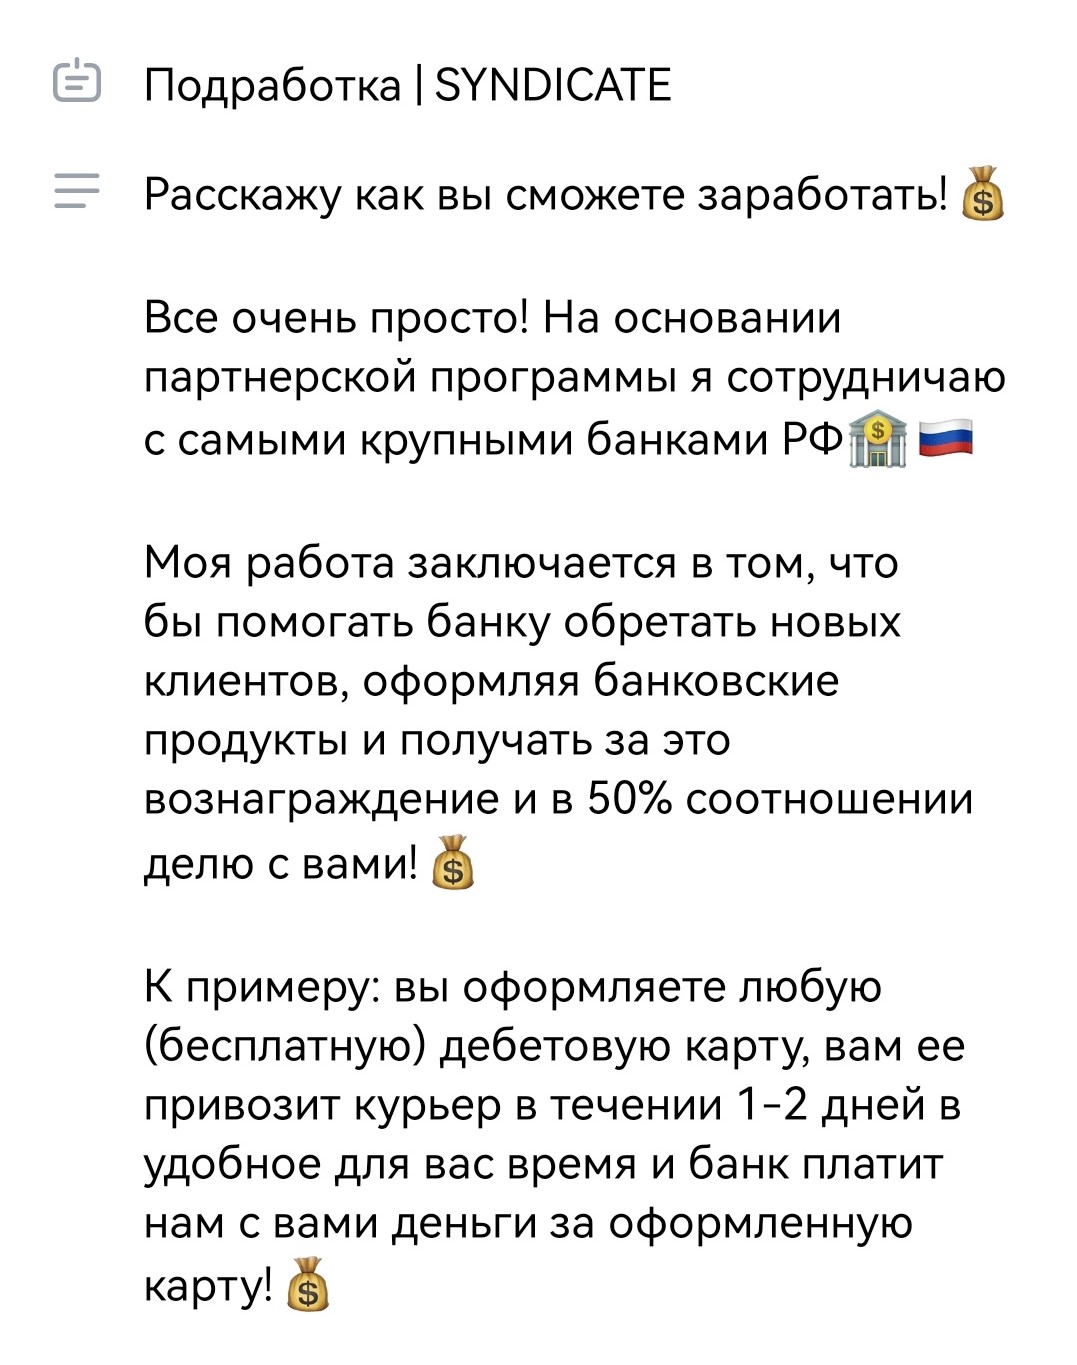 Подработка | SYNDICATE
Расскажу как вы сможете заработать! 💰
Все очень просто! На основании
партнерской программы я сотрудничаю
с самыми крупными банками РФ🏦🇷🇺
Моя работа заключается в том, что
бы помогать банку обретать новых
клиентов, оформляя банковские
продукты и получать за это
вознаграждение и в 50% соотношении
делю с вами! 💰
К примеру: вы оформляете любую
(бесплатную) дебетовую карту, вам ее
привозит курьер в течении 1-2 дней в
удобное для вас время и банк платит
нам с вами деньги за оформленную
карту! 💰